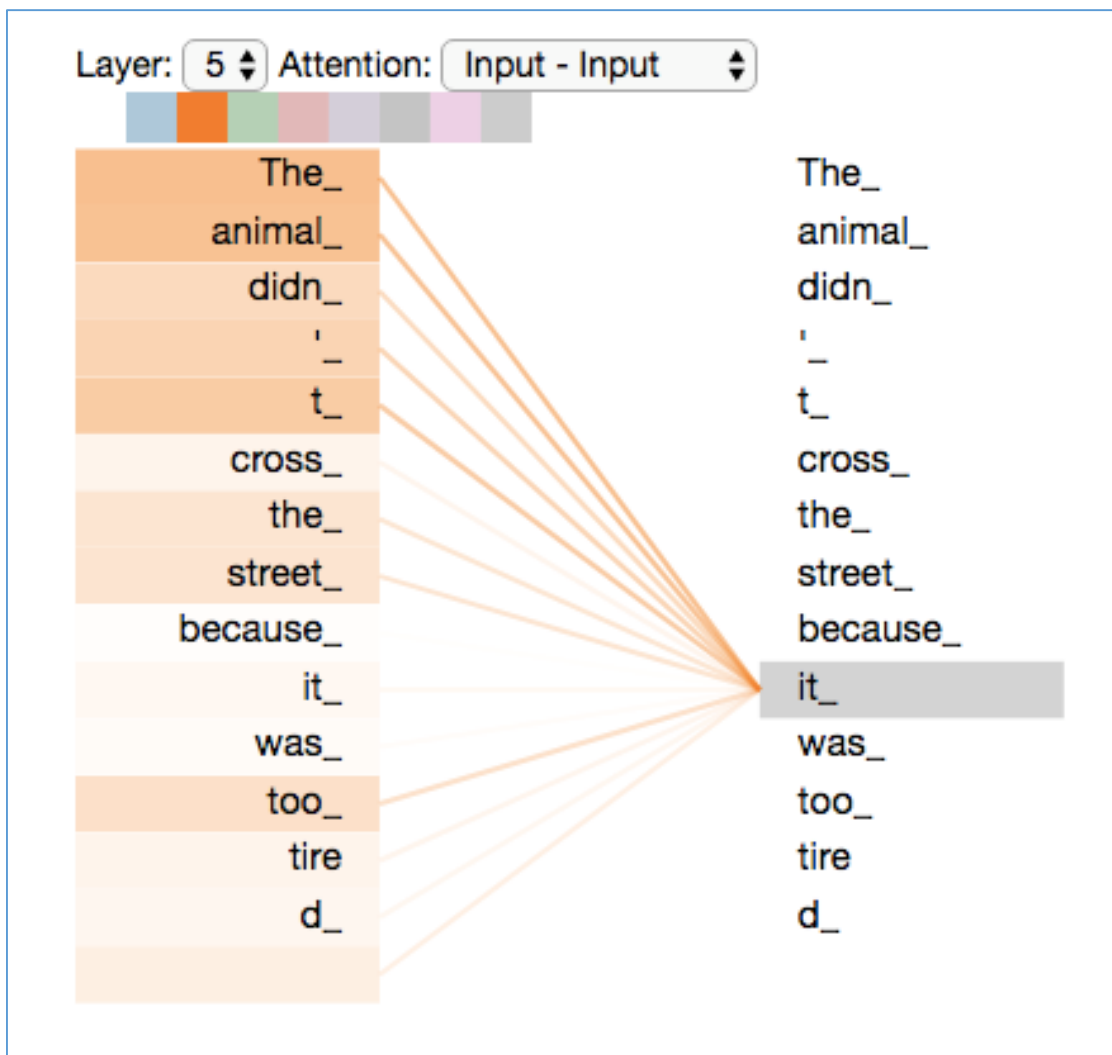 Layer: 5 Attention: Input - Input
The_ The_
animal_ animal_
didn_ didn_
'_ '_
t_ t_
cross_ cross_
the_ the_
street_ street_
because_ because_
it_ it_
was_ was_
too_ too_
tire tire
d_ d_